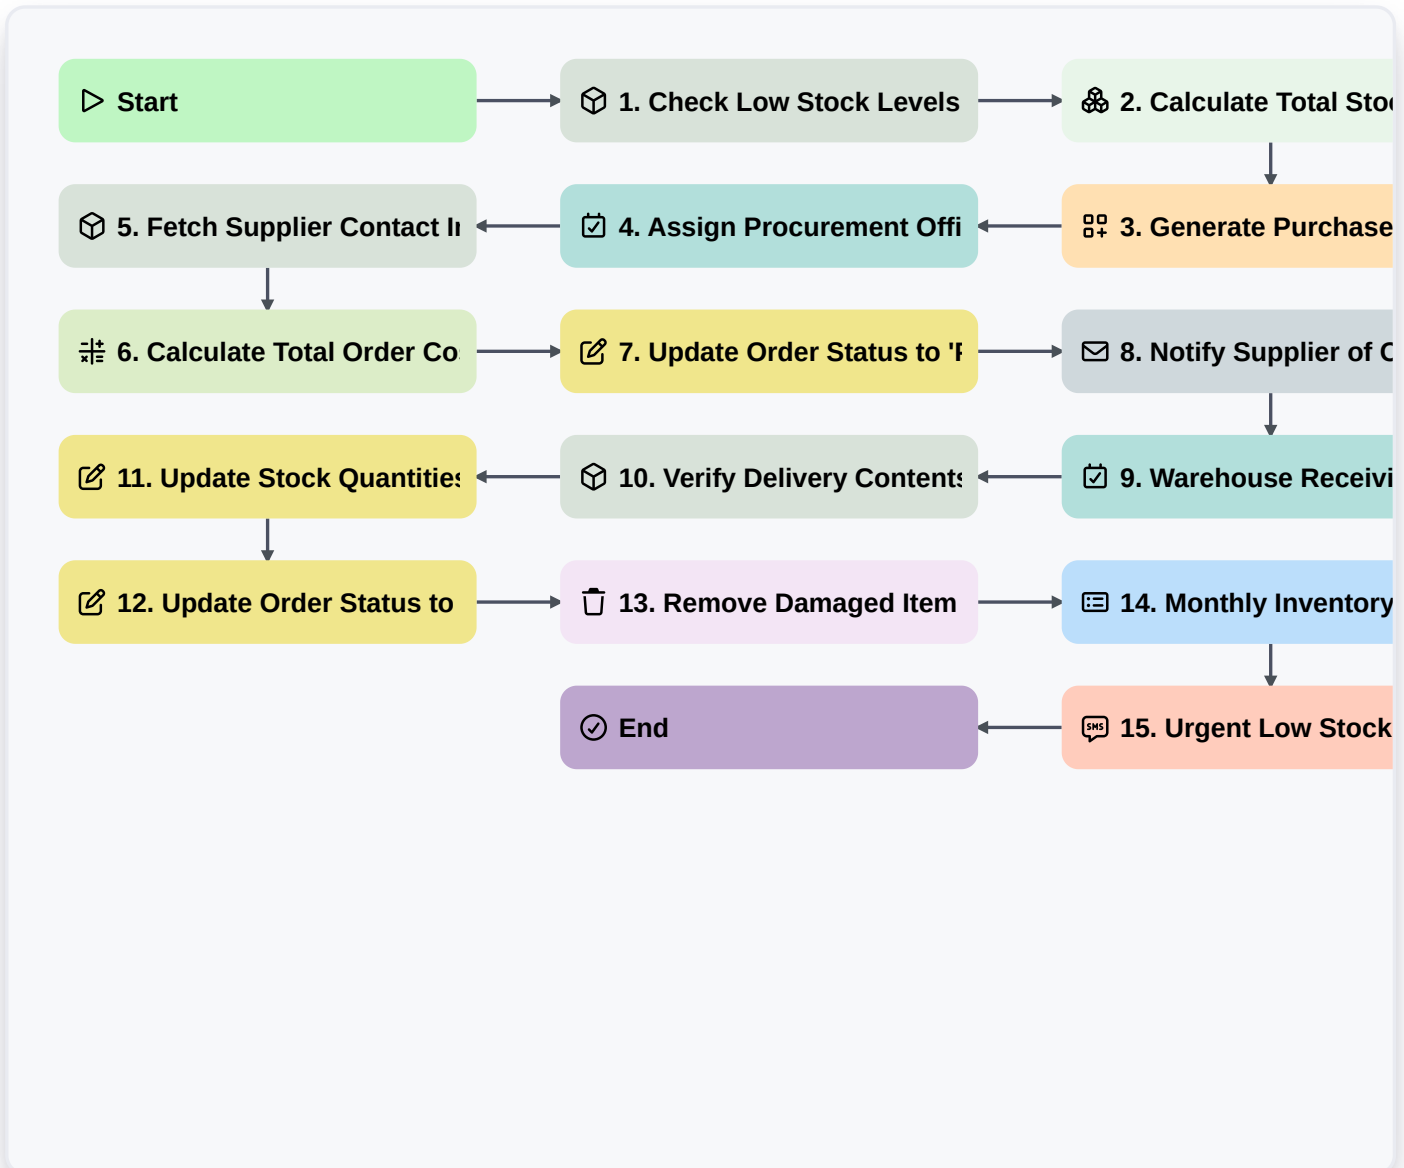 Start
1. Check Low Stock Levels
2. Calculate Total
3. Generate Purchase
4. Assign Procurement
5. Fetch Supplier Contact
6. Calculate Total Order
7. Update Order Status to
8. Notify Supplier of
9. Warehouse
10. Verify Delivery Contents
11. Update Stock Quantities
12. Update Order Status to
13. Remove Damaged Item
14. Monthly Inventory
15. Urgent Low Stock
SMS
End